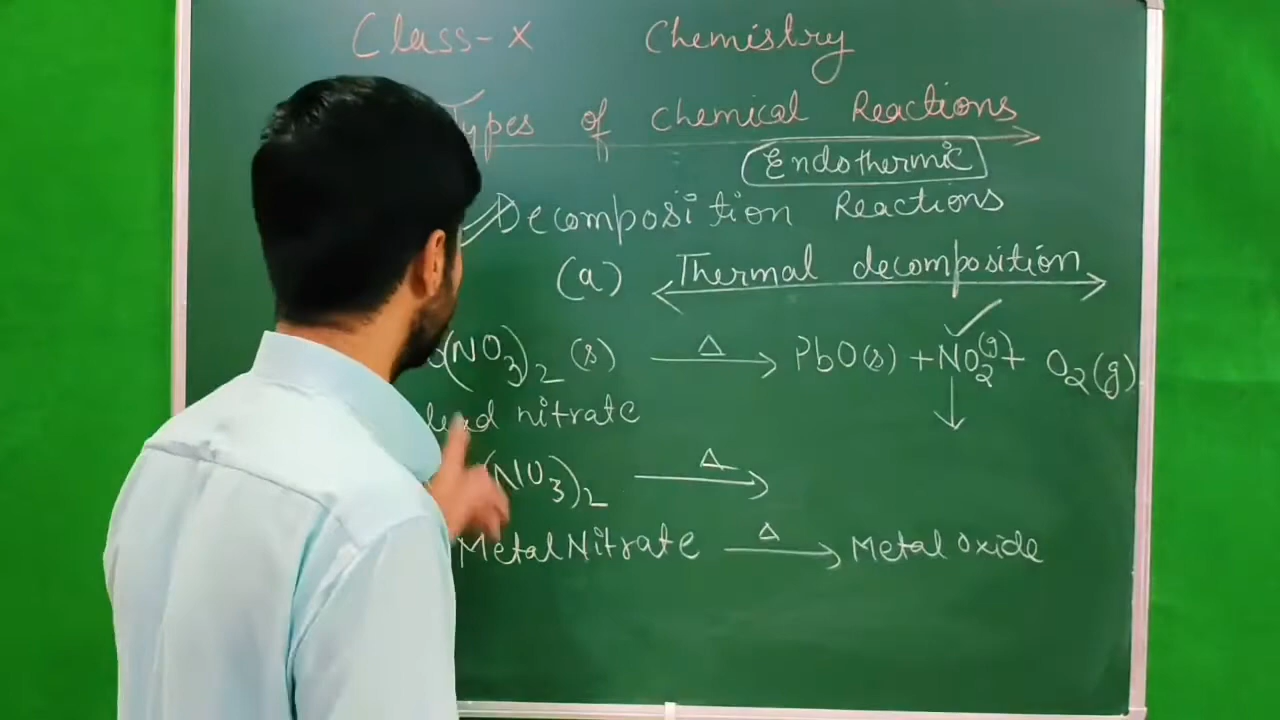 Class-X Chemistry
Types of chemical Reactions
Endothermic
Decomposition Reactions
(a) Thermal decomposition
(NO3)2 (s) Δ→ PbO(s) + NO2(g) + O2(g)
lead nitrate
(NO3)2 Δ→
Metal Nitrate Δ→ Metal Oxide